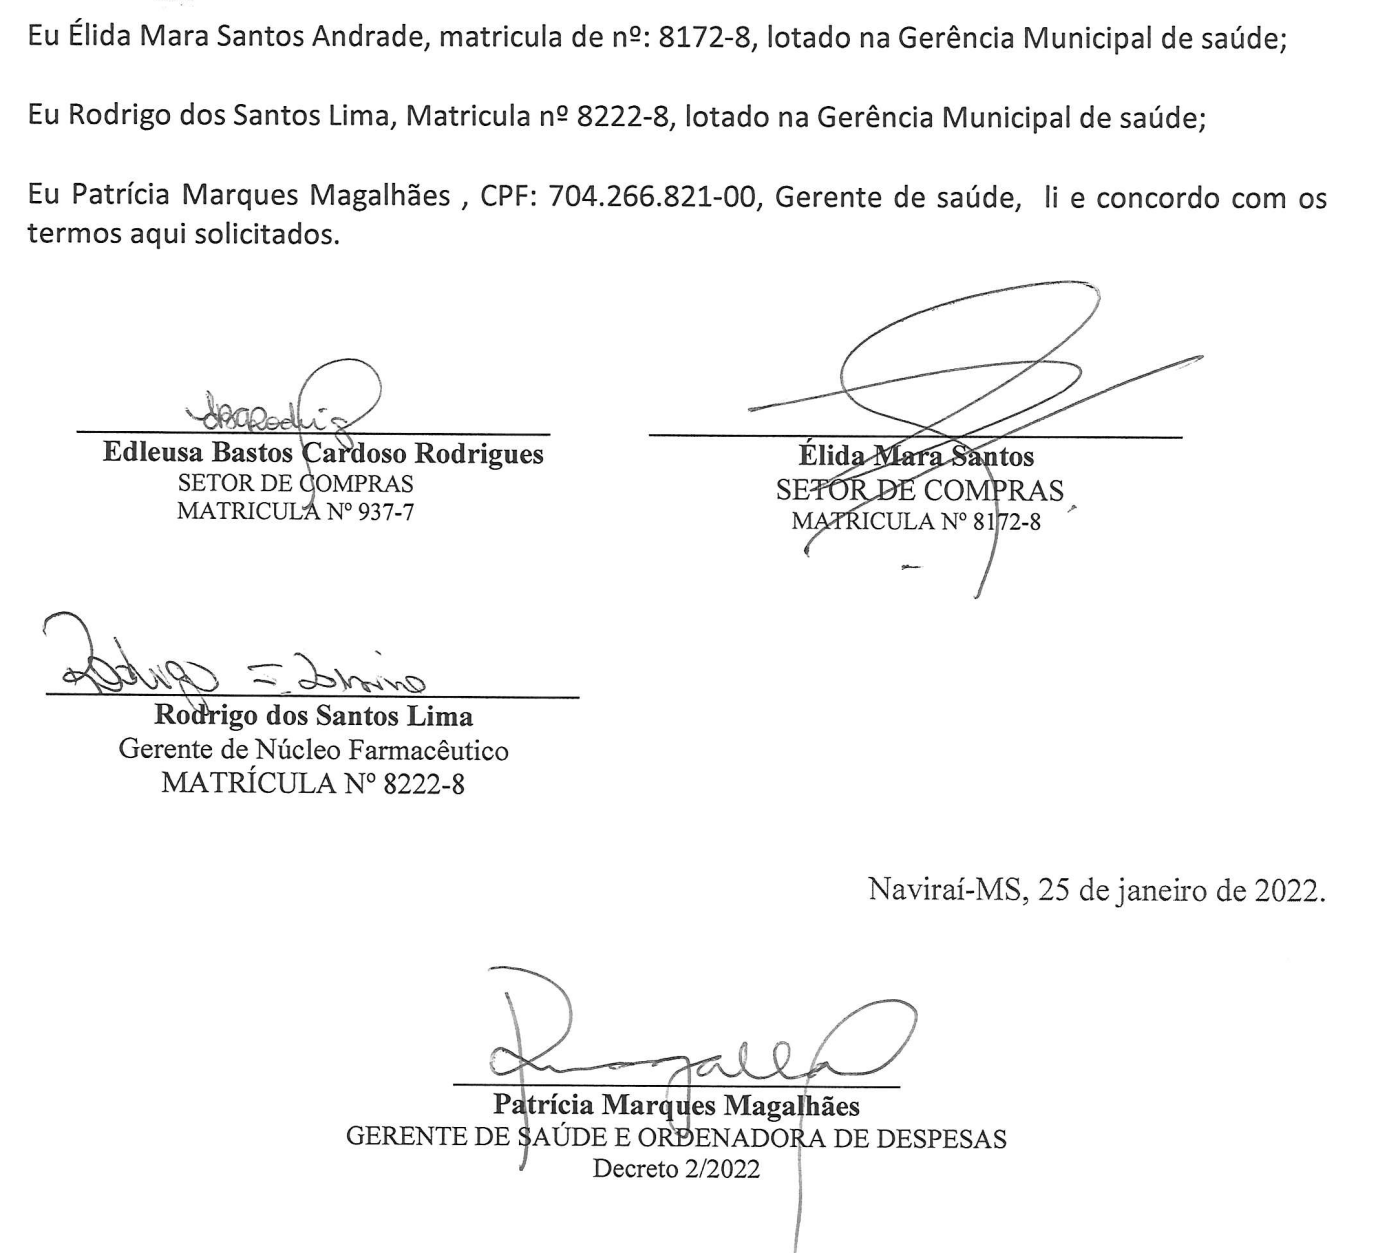 Eu Élida Mara Santos Andrade, matricula de nº: 8172-8, lotado na Gerência Municipal de saúde;
Eu Rodrigo dos Santos Lima, Matricula nº 8222-8, lotado na Gerência Municipal de saúde;
Eu Patrícia Marques Magalhães , CPF: 704.266.821-00, Gerente de saúde, li e concordo com os
termos aqui solicitados.
Edleusa Bastos Cardoso Rodrigues
SETOR DE COMPRAS
MATRICULA Nº 937-7
Élida Mara Santos
SETOR DE COMPRAS
MATRICULA Nº 8172-8
Rodrigo
Rodrigo dos Santos Lima
Gerente de Núcleo Farmacêutico
MATRÍCULA Nº 8222-8
Naviraí-MS, 25 de janeiro de 2022.
Patrícia Marques Magalhães
GERENTE DE SAÚDE E ORDENADORA DE DESPESAS
Decreto 2/2022